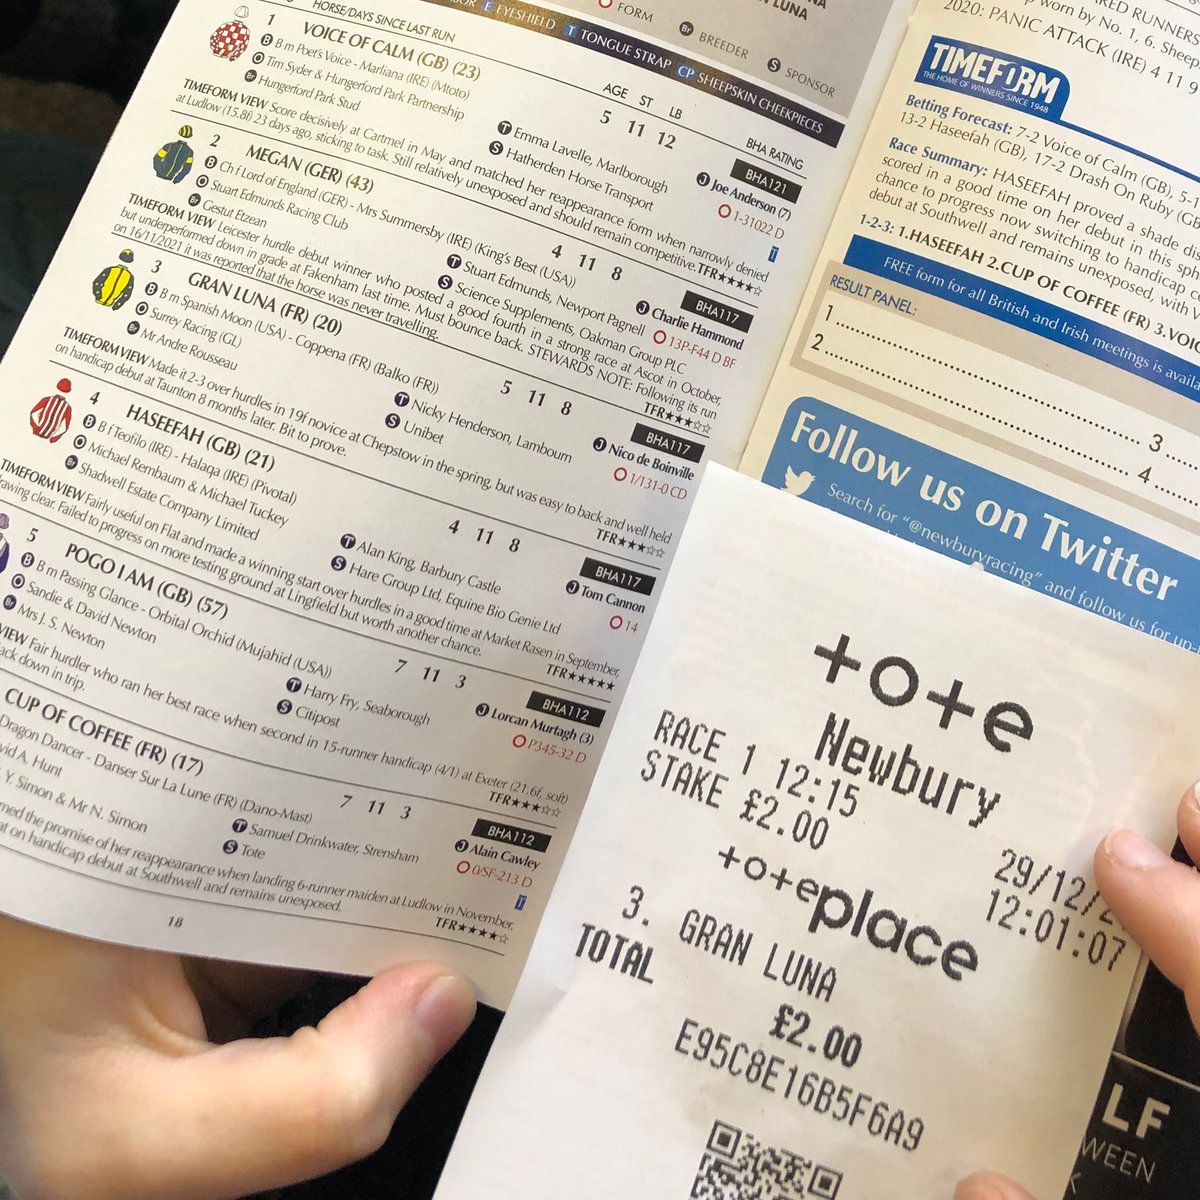 HORSE/DAYS SINCE LAST RUN
E EYESHIELD T TONGUE STRAP CP SHEEPSKIN CHEEKPIECES
FORM
Br BREEDER
S SPONSOR
LUNA
AGE ST LB
BHA RATING
1 VOICE OF CALM (GB) (23) 5 11 12 BHA121
B B m Poet's Voice - Marliana (IRE) (Mtoto)
O Tim Syder & Hungerford Park Partnership
Br Hungerford Park Stud
T Emma Lavelle, Marlborough
S Hatherden Horse Transport
J Joe Anderson (7)
1-31022 D
T
TIMEFORM VIEW Score decisively at Cartmel in May and matched her reappearance form when narrowly denied
at Ludlow (15.8f) 23 days ago, sticking to task. Still relatively unexposed and should remain competitive. TFR★★★★☆
2 MEGAN (GER) (43) 4 11 8 BHA117
B Ch f Lord of England (GER) - Mrs Summersby (IRE) (King's Best (USA))
O Stuart Edmunds Racing Club
Br Gestut Etzean
T Stuart Edmunds, Newport Pagnell
S Science Supplements, Oakman Group PLC
J Charlie Hammond
13P-F44 D BF
TIMEFORM VIEW Leicester hurdle debut winner who posted a good fourth in a strong race at Ascot in October,
but underperformed down in grade at Fakenham last time. Must bounce back. STEWARDS NOTE: Following its run
on 16/11/2021 it was reported that the horse was never travelling. TFR★★★☆☆
3 GRAN LUNA (FR) (20) 5 11 8 BHA117
B B m Spanish Moon (USA) - Coppena (FR) (Balko (FR))
O Surrey Racing (GL)
Br Mr Andre Rousseau
T Nicky Henderson, Lambourn
S Unibet
J Nico de Boinville
1/131-0 CD
TIMEFORM VIEW Made it 2-3 over hurdles in 19f novice at Chepstow in the spring, but was easy to back and well held
on handicap debut at Taunton 8 months later. Bit to prove. TFR★★★☆☆
4 HASEEFAH (GB) (21) 4 11 8 BHA117
B B f Teofilo (IRE) - Halaqa (IRE) (Pivotal)
O Michael Rembaum & Michael Tuckey
Br Shadwell Estate Company Limited
T Alan King, Barbury Castle
S Hare Group Ltd, Equine Bio Genie Ltd
J Tom Cannon
14
TIMEFORM VIEW Fairly useful on Flat and made a winning start over hurdles in a good time at Market Rasen in September,
drawing clear. Failed to progress on more testing ground at Lingfield but worth another chance. TFR★★★★★
5 POGO I AM (GB) (57) 7 11 3 BHA112
B B m Passing Glance - Orbital Orchid (Mujahid (USA))
O Sandie & David Newton
Br Mrs J. S. Newton
T Harry Fry, Seaborough
S Citipost
J Lorcan Murtagh (3)
P345-32 D
VIEW Fair hurdler who ran her best race when second in 15-runner handicap (4/1) at Exeter (21.6f, soft)
back down in trip. TFR★★★☆☆
CUP OF COFFEE (FR) (17) 7 11 3 BHA112
Dragon Dancer - Danser Sur La Lune (FR) (Dano-Mast)
A. Hunt
Y. Simon & Mr N. Simon
T Samuel Drinkwater, Strensham
S Tote
J Alain Cawley
0/SF-213 D
T
the promise of her reappearance when landing 6-runner maiden at Ludlow in November,
on handicap debut at Southwell and remains unexposed. TFR★★★★☆
18
RUNNERS
worn by No. 1, 6. Sheep
2020: PANIC ATTACK (IRE) 4 11 9
TIMEFORM
THE HOME OF WINNERS SINCE 1948
Betting Forecast: 7-2 Voice of Calm (GB), 5-1
13-2 Haseefah (GB), 17-2 Drash On Ruby (GB
Race Summary: HASEEFAH proved a shade dis
scored in a good time on her debut in this sph
chance to progress now switching to handicap co
debut at Southwell and remains unexposed, with
1-2-3: 1.HASEEFAH 2.CUP OF COFFEE (FR) 3.VOIC
FREE form for all British and Irish meetings is availa
RESULT PANEL:
1 3
2 4
Follow us on Twitter
Search for "@newburyracing" and follow us for up-t
tote
Newbury
RACE 1 12:15
29/12/2
STAKE £2.00
12:01:07
toteplace
3. GRAN LUNA
TOTAL £2.00
E95C8E16B5F6A9
LF
WEEN
K